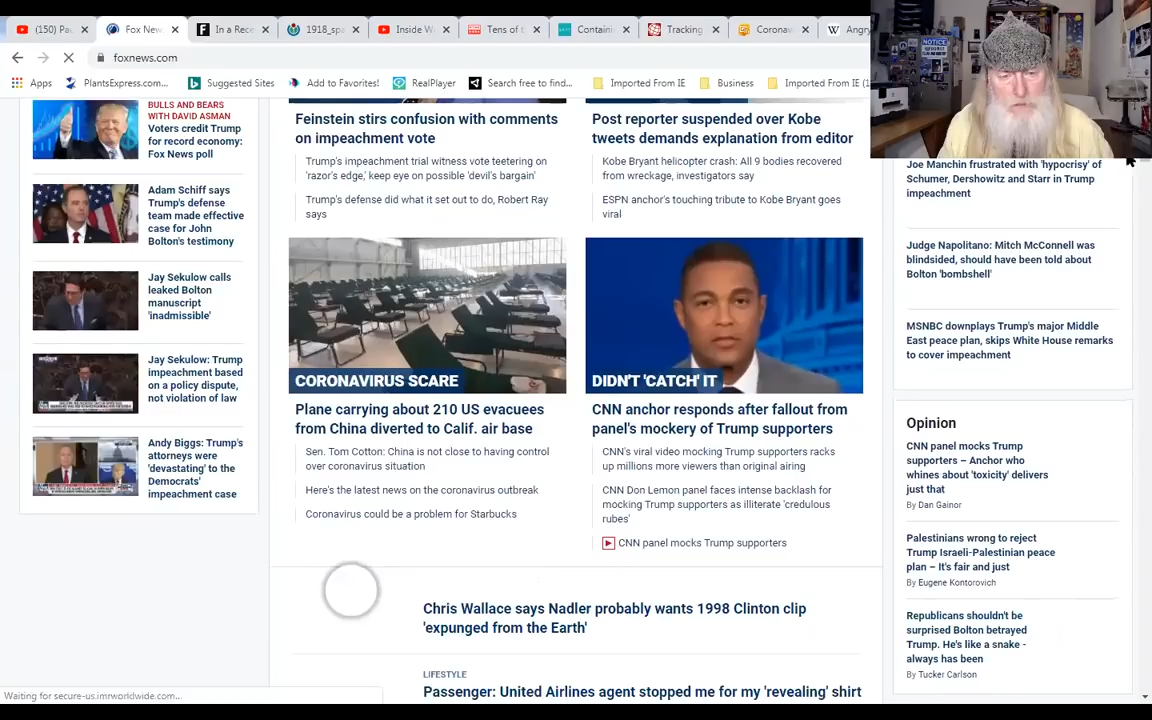 (150) Pa
Fox New
In a Rece
1918_spa
Inside W
Tens of t
Containi
Tracking
Coronav
Angry
foxnews.com
Apps
PlantsExpress.com...
Suggested Sites
Add to Favorites!
RealPlayer
Search free to find...
Imported From IE
Business
Imported From IE (1
NOTICE
BULLS AND BEARS
WITH DAVID ASMAN
Voters credit Trump
for record economy:
Fox News poll
Adam Schiff says
Trump's defense
team made effective
case for John
Bolton's testimony
Jay Sekulow calls
leaked Bolton
manuscript
'inadmissible'
Jay Sekulow: Trump
impeachment based
on a policy dispute,
not violation of law
Andy Biggs: Trump's
attorneys were
'devastating' to the
Democrats'
impeachment case
Feinstein stirs confusion with comments
on impeachment vote
Trump's impeachment trial witness vote teetering on
'razor's edge,' keep eye on possible 'devil's bargain'
Trump's defense did what it set out to do, Robert Ray
says
Post reporter suspended over Kobe
tweets demands explanation from editor
Kobe Bryant helicopter crash: All 9 bodies recovered
from wreckage, investigators say
ESPN anchor's touching tribute to Kobe Bryant goes
viral
CORONAVIRUS SCARE
Plane carrying about 210 US evacuees
from China diverted to Calif. air base
Sen. Tom Cotton: China is not close to having control
over coronavirus situation
Here's the latest news on the coronavirus outbreak
Coronavirus could be a problem for Starbucks
DIDN'T 'CATCH' IT
CNN anchor responds after fallout from
panel's mockery of Trump supporters
CNN's viral video mocking Trump supporters racks
up millions more viewers than original airing
CNN Don Lemon panel faces intense backlash for
mocking Trump supporters as illiterate 'credulous
rubes'
CNN panel mocks Trump supporters
Chris Wallace says Nadler probably wants 1998 Clinton clip
'expunged from the Earth'
LIFESTYLE
Passenger: United Airlines agent stopped me for my 'revealing' shirt
Joe Manchin frustrated with 'hypocrisy' of
Schumer, Dershowitz and Starr in Trump
impeachment
Judge Napolitano: Mitch McConnell was
blindsided, should have been told about
Bolton 'bombshell'
MSNBC downplays Trump's major Middle
East peace plan, skips White House remarks
to cover impeachment
Opinion
CNN panel mocks Trump
supporters – Anchor who
whines about 'toxicity' delivers
just that
By Dan Gainor
Palestinians wrong to reject
Trump Israeli-Palestinian peace
plan – It's fair and just
By Eugene Kontorovich
Republicans shouldn't be
surprised Bolton betrayed
Trump. He's like a snake -
always has been
By Tucker Carlson
Waiting for secure-us.imrworldwide.com...